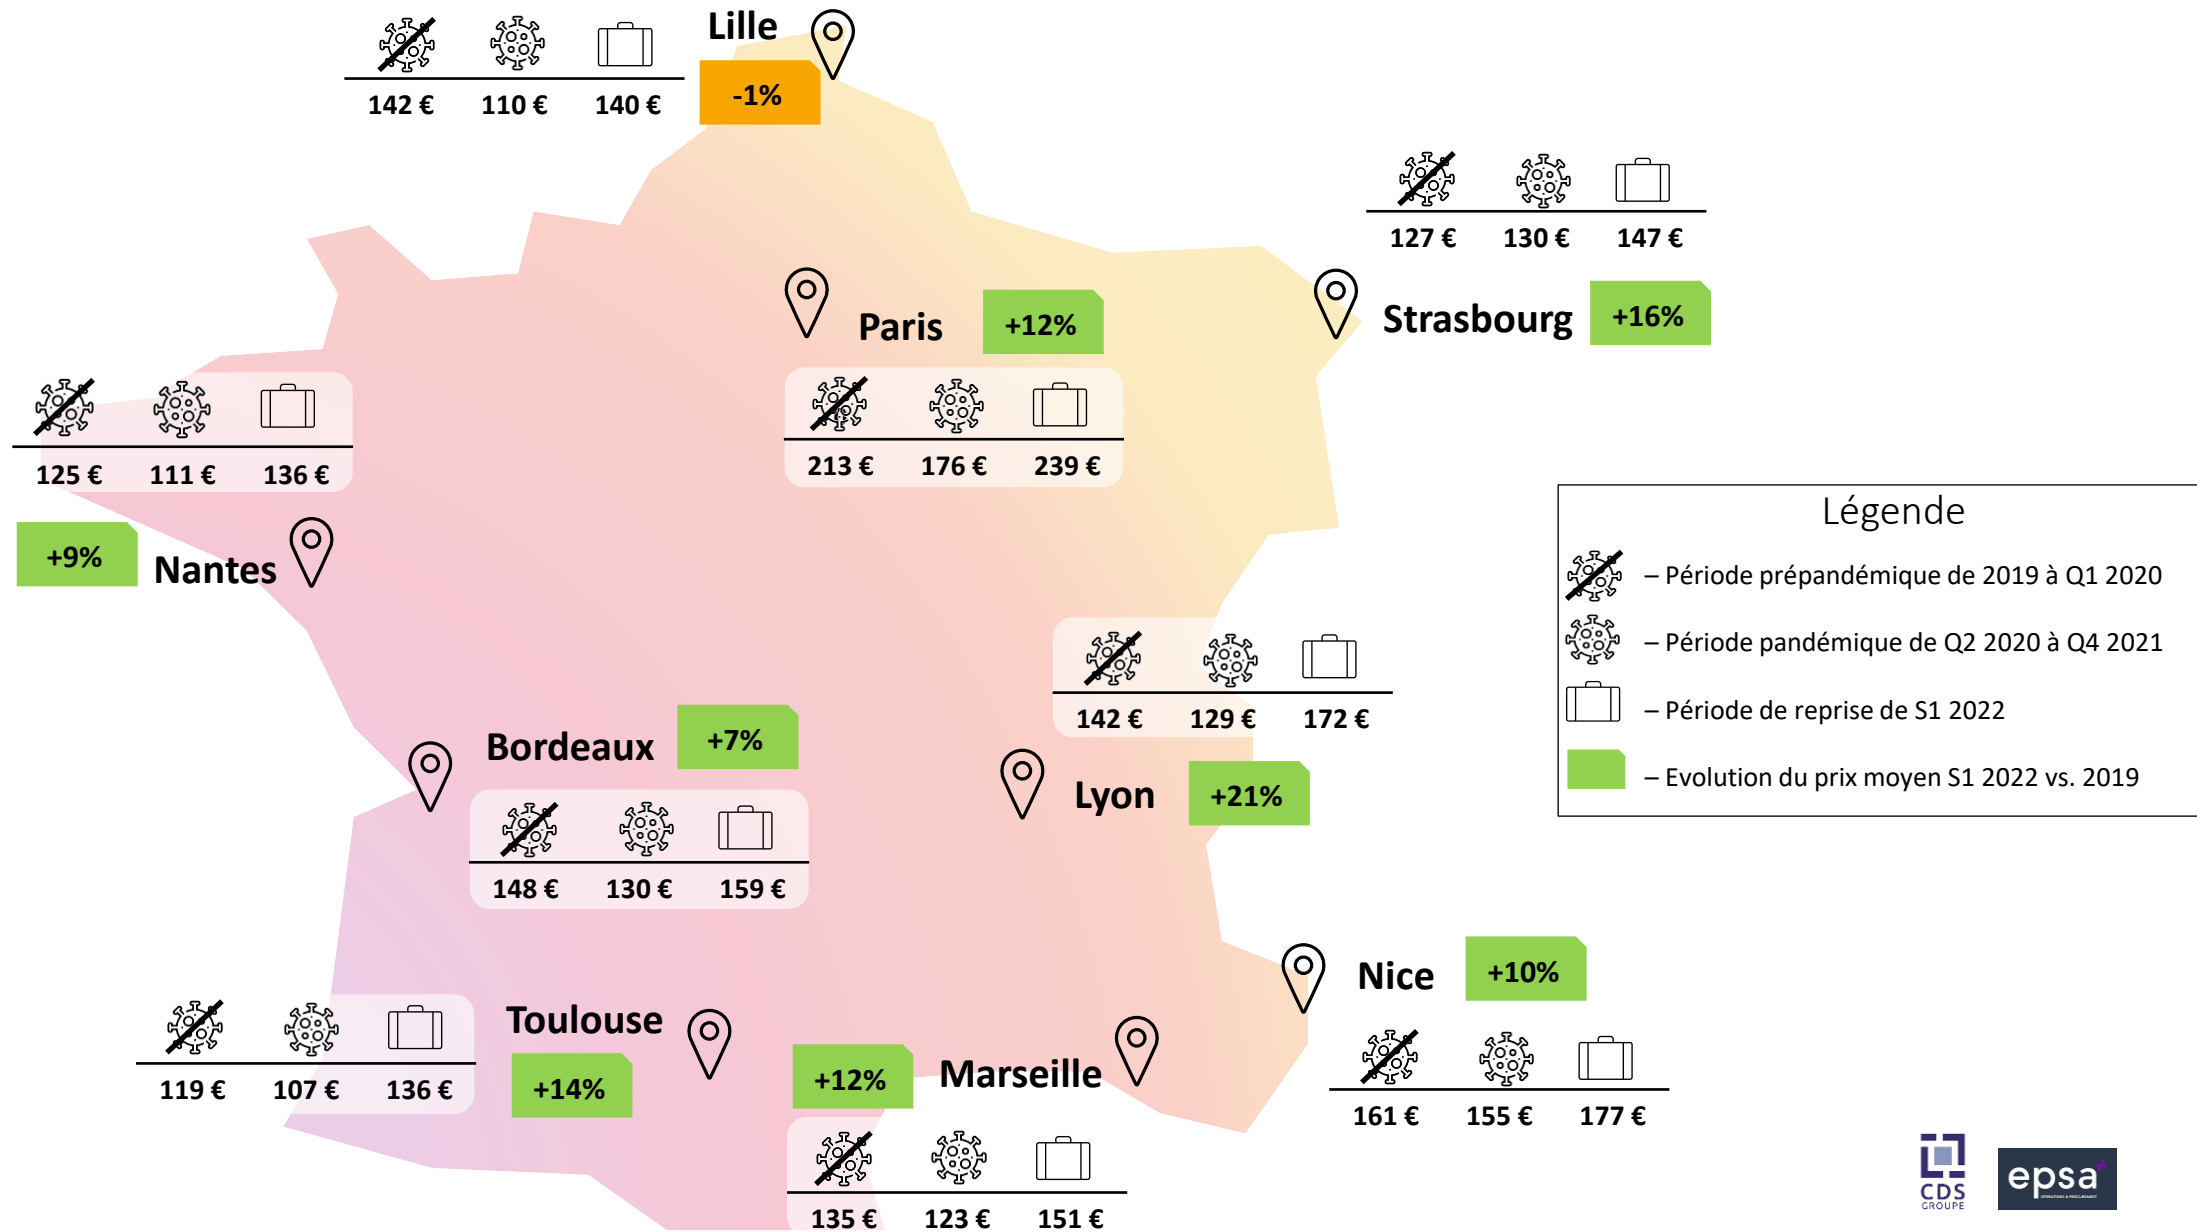 Lille
142 €
110 €
140 €
-1%
127 €
130 €
147 €
Strasbourg
+16%
Paris
+12%
213 €
176 €
239 €
125 €
111 €
136 €
+9%
Nantes
Légende
– Période prépandémique de 2019 à Q1 2020
– Période pandémique de Q2 2020 à Q4 2021
– Période de reprise de S1 2022
– Evolution du prix moyen S1 2022 vs. 2019
142 €
129 €
172 €
Lyon
+21%
Bordeaux
+7%
148 €
130 €
159 €
Nice
+10%
161 €
155 €
177 €
Toulouse
+14%
119 €
107 €
136 €
+12%
Marseille
135 €
123 €
151 €
CDS
GROUPE
epsa
OPERATIONS & PROCUREMENT